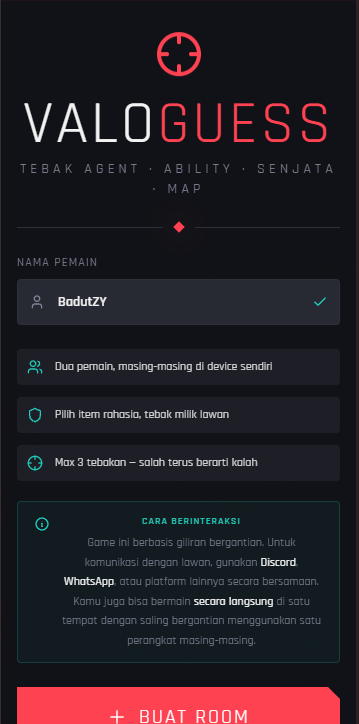 VALOGUESS
TEBAK AGENT · ABILITY · SENJATA
· MAP
NAMA PEMAIN
BadutZY
Dua pemain, masing-masing di device sendiri
Pilih item rahasia, tebak milik lawan
Max 3 tebakan — salah terus berarti kalah
CARA BERINTERAKSI
Game ini berbasis giliran bergantian. Untuk
komunikasi dengan lawan, gunakan Discord,
WhatsApp, atau platform lainnya secara bersamaan.
Kamu juga bisa bermain secara langsung di satu
tempat dengan saling bergantian menggunakan satu
perangkat masing-masing.
+ BUAT ROOM